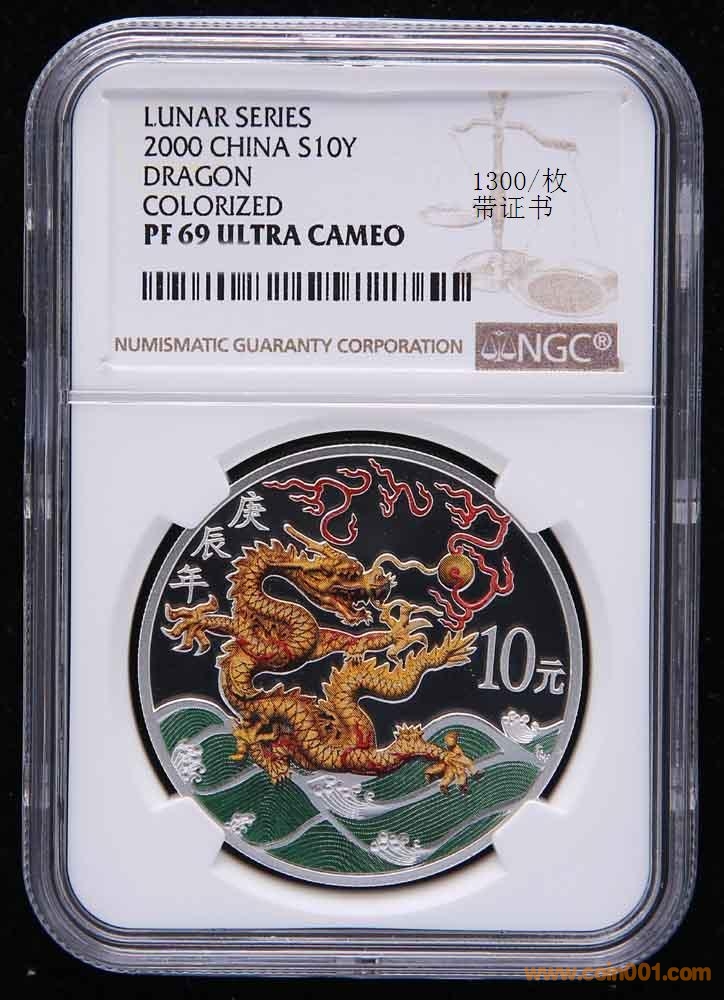 LUNAR SERIES
2000 CHINA S10Y
DRAGON
COLORIZED
PF 69 ULTRA CAMEO
1300/枚
带证书
NUMISMATIC GUARANTY CORPORATION
NGC®
庚辰年
10元
www.coin001.com